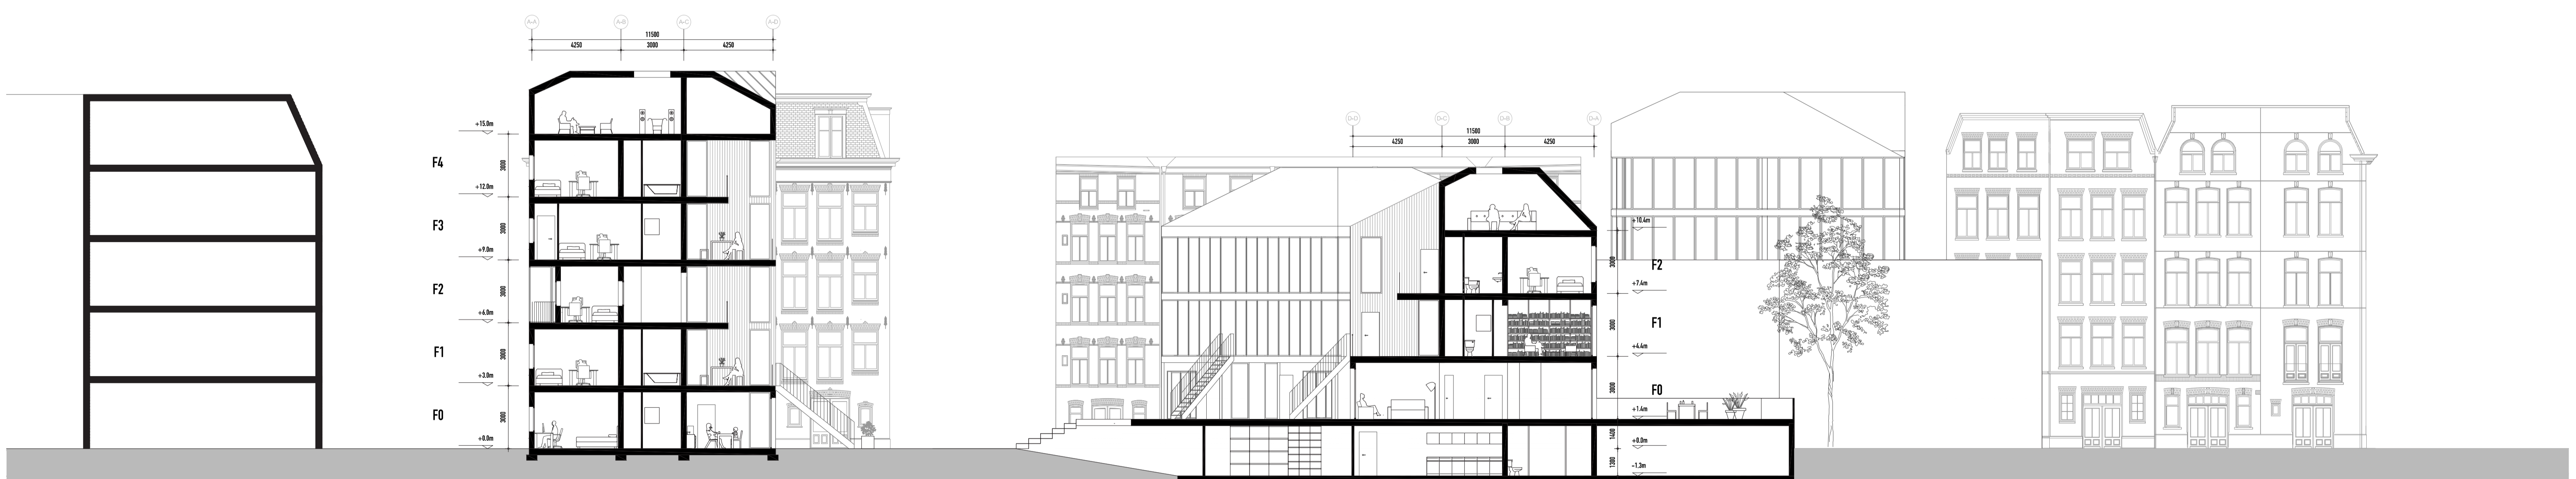 A-A A-B A-C A-D
11500
4250 3000 4250
+15.0m
F4
3000
+12.0m
F3
3000
+9.0m
F2
3000
+6.0m
F1
3000
+3.0m
F0
3000
+0.0m
D-D D-C D-B D-A
11500
4250 3000 4250
+10.4m
F2
3000
+7.4m
F1
3000
+4.4m
F0
3000
+1.4m
1400
+0.0m
1300
-1.3m